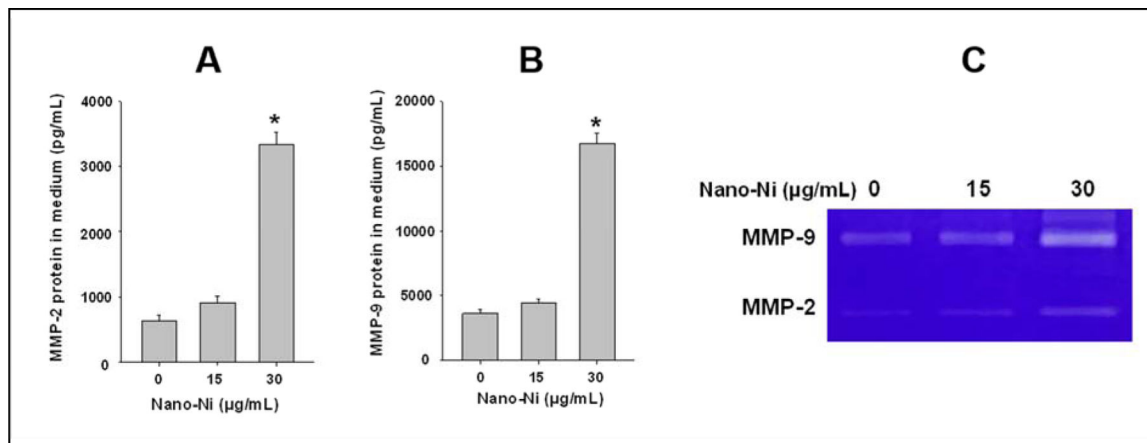 A
MMP-2 protein in medium (pg/mL)
4000
3000
2000
1000
0
*
0 15 30
Nano-Ni (µg/mL)
B
MMP-9 protein in medium (pg/mL)
20000
15000
10000
5000
0
*
0 15 30
Nano-Ni (µg/mL)
C
Nano-Ni (µg/mL) 0 15 30
MMP-9
MMP-2